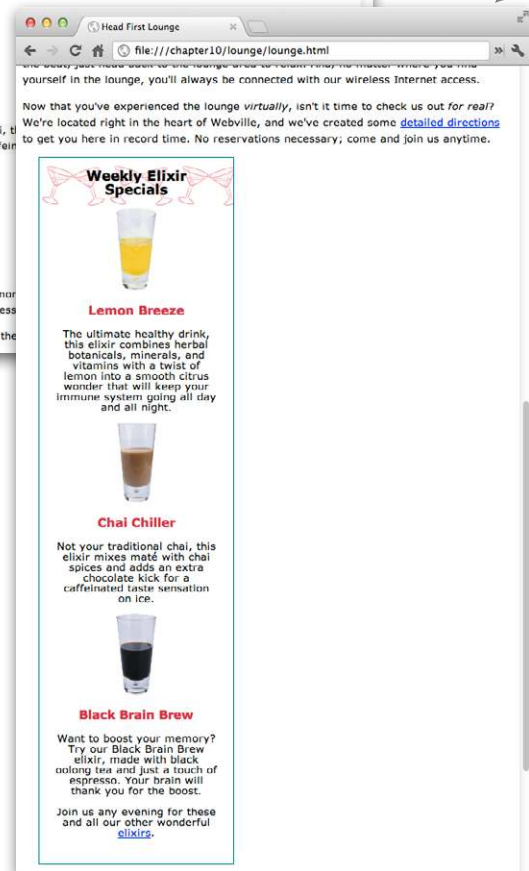 Head First Lounge
file:///chapter10/lounge/lounge.html
yourself in the lounge, you'll always be connected with our wireless Internet access.
Now that you've experienced the lounge virtually, isn't it time to check us out for real?
We're located right in the heart of Webville, and we've created some detailed directions
to get you here in record time. No reservations necessary; come and join us anytime.
Weekly Elixir
Specials
Lemon Breeze
The ultimate healthy drink,
this elixir combines herbal
botanicals, minerals, and
vitamins with a twist of
lemon into a smooth citrus
wonder that will keep your
immune system going all day
and all night.
Chai Chiller
Not your traditional chai, this
elixir mixes maté with chai
spices and adds an extra
chocolate kick for a
caffeinated taste sensation
on ice.
Black Brain Brew
Want to boost your memory?
Try our Black Brain Brew
elixir, made with black
oolong tea and just a touch of
espresso. Your brain will
thank you for the boost.
Join us any evening for these
and all our other wonderful
elixirs.